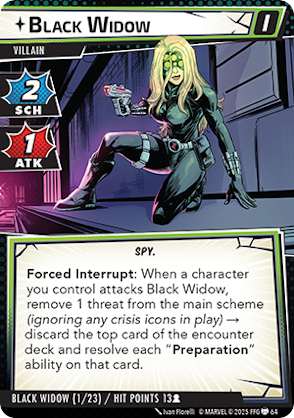 BLACK WIDOW
I
VILLAIN
2
SCH
1
ATK
SPY.
Forced Interrupt: When a character
you control attacks Black Widow,
remove 1 threat from the main scheme
(ignoring any crisis icons in play) →
discard the top card of the encounter
deck and resolve each “Preparation”
ability on that card.
BLACK WIDOW (1/23) / HIT POINTS 13
Ivan Fiorelli © MARVEL © 2025 FFG 64